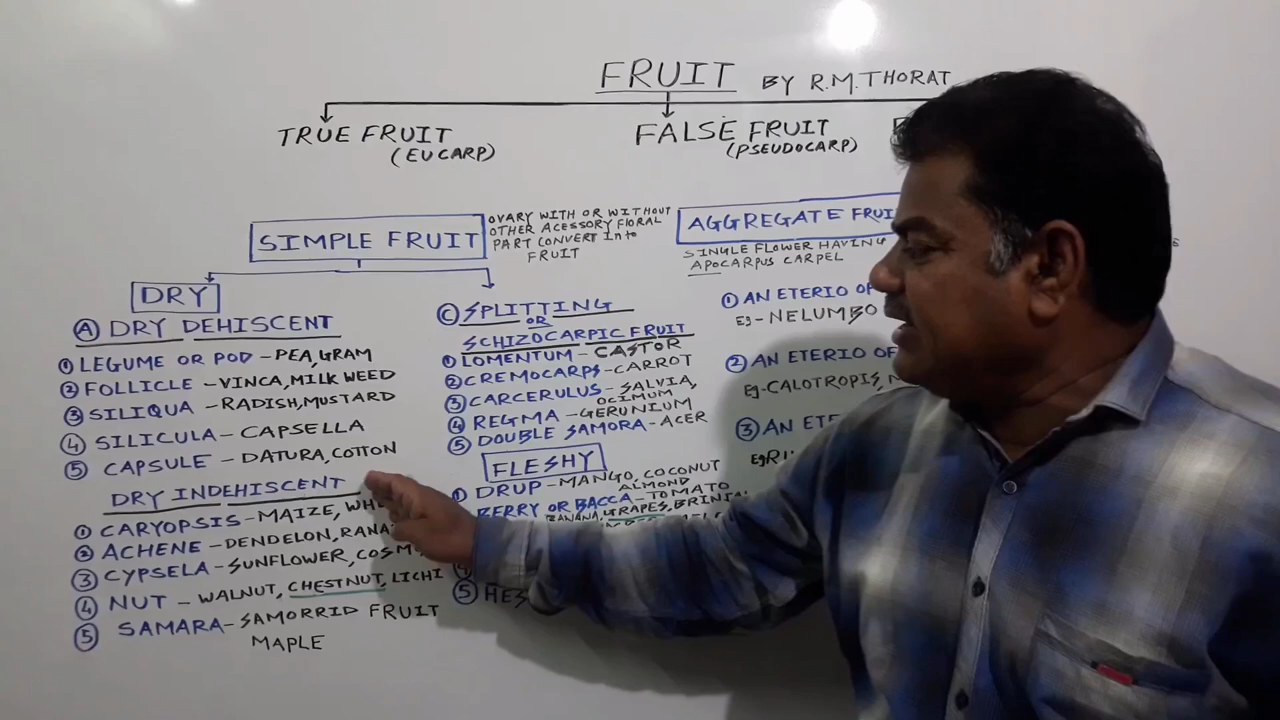 FRUIT BY R.M.THORAT
TRUE FRUIT
(EUCARP)
FALSE FRUIT
(PSEUDOCARP)
SIMPLE FRUIT
OVARY WITH OR WITHOUT
OTHER ACESSORY FLORAL
PART CONVERT INto
FRUIT
AGGREGATE
SINGLE FLOWER HAVING
APOCARPUS CARPEL
DRY
Ⓐ DRY DEHISCENT
① LEGUME OR POD - PEA, GRAM
② FOLLICLE - VINCA, MILK WEED
③ SILIQUA - RADISH, MUSTARD
④ SILICULA - CAPSELLA
⑤ CAPSULE - DATURA, COTTON
DRY INDEHISCENT
① CARYOPSIS - MAIZE,
② ACHENE - DENDELON,
③ CYPSELA - SUNFLOWER,
④ NUT - WALNUT, CHESTNUT, LICHI
⑤ SAMARA - SAMORRID FRUIT
MAPLE
Ⓒ SPLITTING
OR
SCHIZOCARPIC FRUIT
① LOMENTUM - CASTOR
② CREMOCARPS - CARROT
③ CARCERULUS - SALVIA,
OCIMUM
④ REGMA - GERUNIUM
⑤ DOUBLE SAMORA - ACER
FLESHY
① DRUP - MANGO, COCONUT
ALMOND
BERRY OR BACCA - TOMATO
BANANA, GRAPES,
⑤
① AN ETERIO OF
Eg - NELUMBO
② AN ETERIO OF
Eg - CALOTROPIS,
③ AN